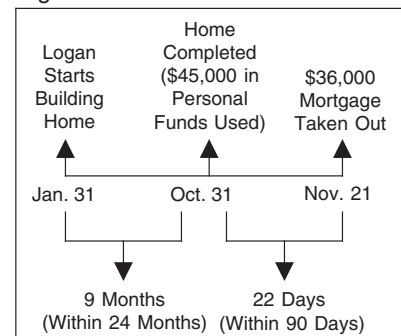 Logan
Starts
Building
Home
Home
Completed
($45,000 in
Personal
Funds Used)
$36,000
Mortgage
Taken Out
Jan. 31
Oct. 31
Nov. 21
9 Months
(Within 24 Months)
22 Days
(Within 90 Days)